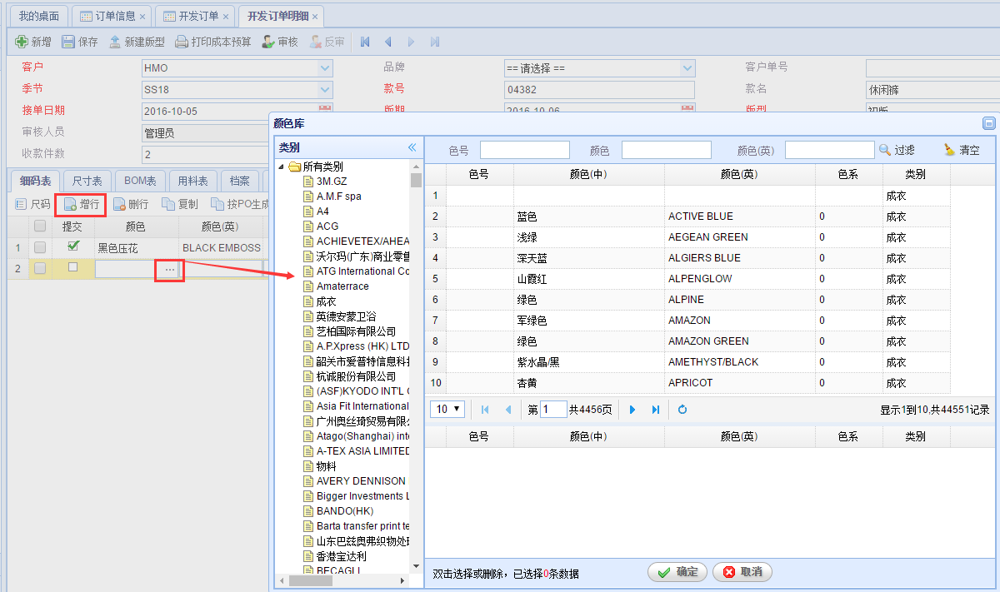 我的桌面 订单信息 × 开发订单 × 开发订单明细 ×
新增 保存 新建版型 打印成本预算 审核 反审
客户 HMO 品牌 == 请选择 == 客户单号
季节 SS18 款号 04382 款名 休闲裤
接单日期 2016-10-05 版期 2016-10-06 版型 初版
审核人员 管理员
收款件数 2
细码表 尺寸表 BOM表 用料表 档案
尺码 增行 删行 复制 按PO生成
提交 颜色 颜色(英)
1 黑色压花 BLACK EMBOSS
2 ...
颜色库
类别 «
所有类别
3M.GZ
A.M.F spa
A4
ACG
ACHIEVETEX/AHEA
沃尔玛(广东)商业零售
ATG International Co
Amaterrace
成衣
英德安蒙卫浴
艺柏国际有限公司
A.P.Xpress (HK) LTD
韶关市爱普特信息科技
杭诚股份有限公司
(ASF)KYODO INT'L C
Asia Fit International
广州奥丝琦贸易有限公
Atago(Shanghai) inte
A-TEX ASIA LIMITED
物料
AVERY DENNISON
Bigger Investments L
BANDO(HK)
Barta transfer print te
山东巴兹奥弗织物处理
香港宝达利
BECAGLI
色号 颜色 颜色(英) 过滤 清空
色号 颜色(中) 颜色(英) 色系 类别
1 成衣
2 蓝色 ACTIVE BLUE 0 成衣
3 浅绿 AEGEAN GREEN 0 成衣
4 深天蓝 ALGIERS BLUE 0 成衣
5 山霞红 ALPENGLOW 0 成衣
6 绿色 ALPINE 0 成衣
7 军绿色 AMAZON 0 成衣
8 绿色 AMAZON GREEN 0 成衣
9 紫水晶/黑 AMETHYST/BLACK 0 成衣
10 杏黄 APRICOT 0 成衣
10 第 1 共4456页 显示1到10,共44551记录
色号 颜色(中) 颜色(英) 色系 类别
双击选择或删除，已选择0条数据 确定 取消